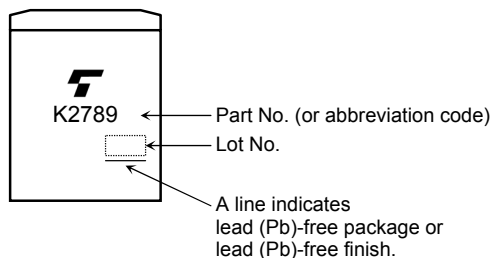 K2789
Part No. (or abbreviation code)
Lot No.
A line indicates
lead (Pb)-free package or
lead (Pb)-free finish.